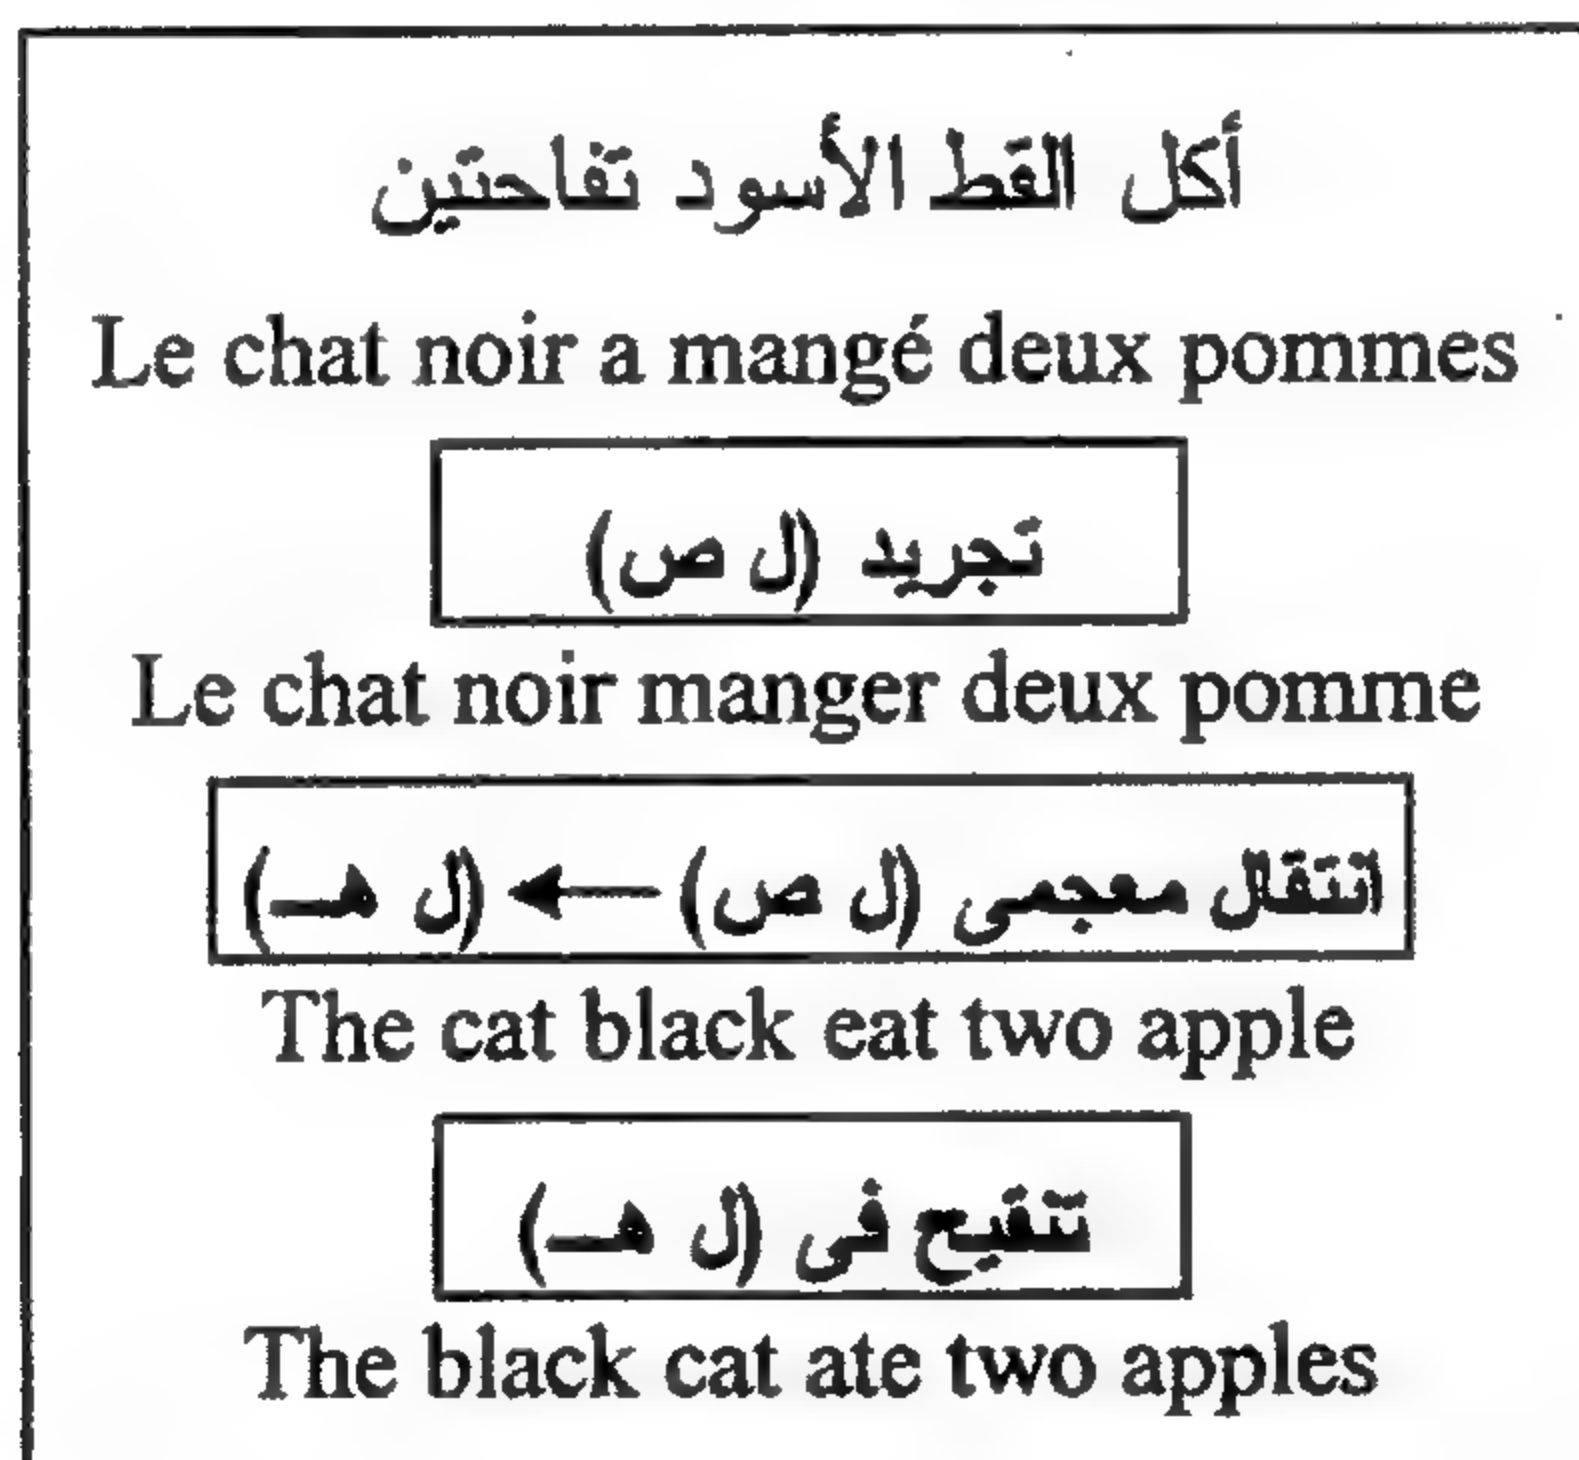 أكل القط الأسود تفاحتين
Le chat noir a mangé deux pommes
تجريد (ل ص)
Le chat noir manger deux pomme
انتقال معجمى (ل ص) ← (ل هـ)
The cat black eat two apple
تنقيح فى (ل هـ)
The black cat ate two apples